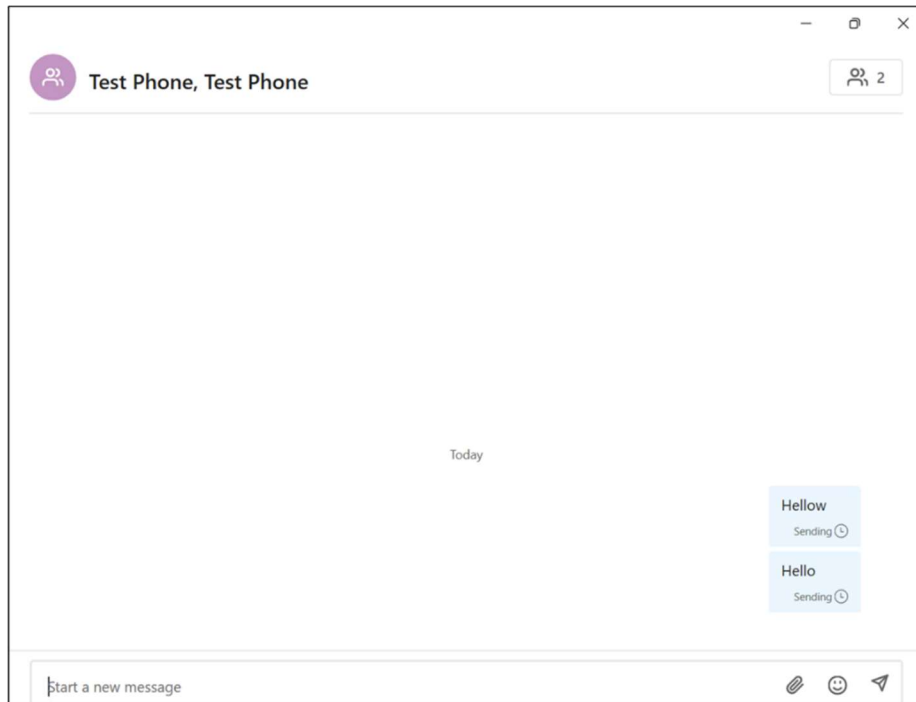 Test Phone, Test Phone
2
Today
Hellow
Sending
Hello
Sending
Start a new message